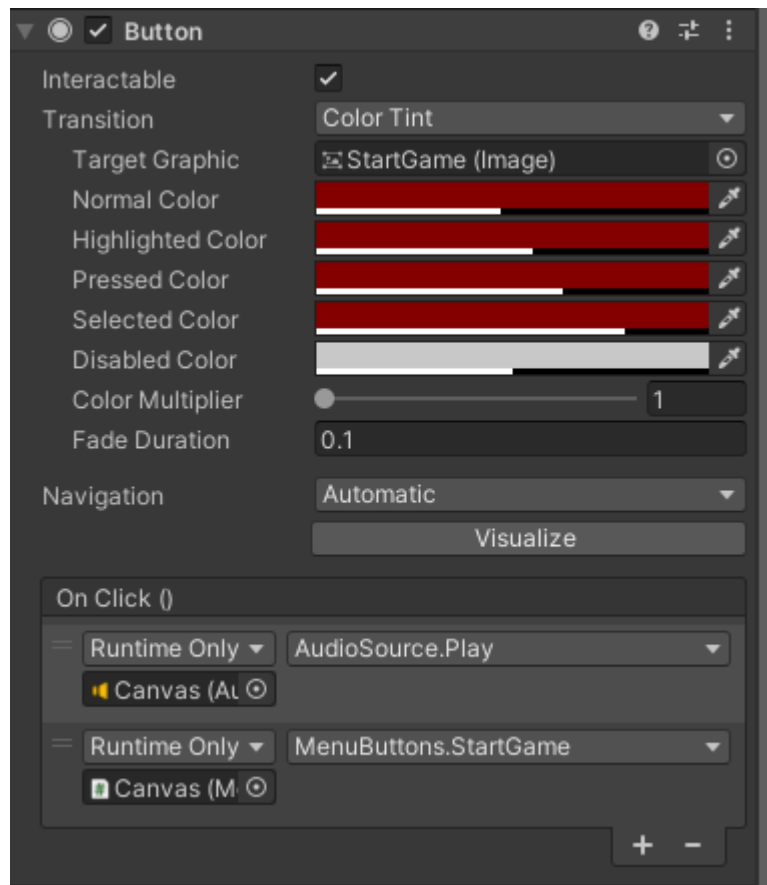 Button
Interactable
Transition Color Tint
Target Graphic StartGame (Image)
Normal Color
Highlighted Color
Pressed Color
Selected Color
Disabled Color
Color Multiplier 1
Fade Duration 0.1
Navigation Automatic
Visualize
On Click ()
Runtime Only AudioSource.Play
Canvas (Au
Runtime Only MenuButtons.StartGame
Canvas (M